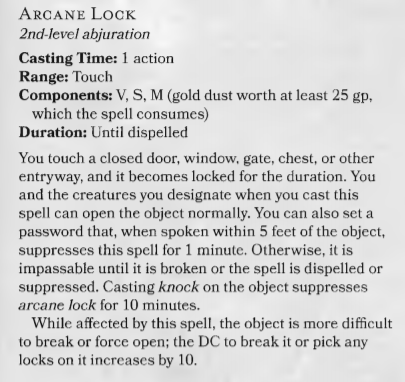 ARCANE LOCK
2nd-level abjuration
Casting Time: 1 action
Range: Touch
Components: V, S, M (gold dust worth at least 25 gp,
which the spell consumes)
Duration: Until dispelled
You touch a closed door, window, gate, chest, or other
entryway, and it becomes locked for the duration. You
and the creatures you designate when you cast this
spell can open the object normally. You can also set a
password that, when spoken within 5 feet of the object,
suppresses this spell for 1 minute. Otherwise, it is
impassable until it is broken or the spell is dispelled or
suppressed. Casting knock on the object suppresses
arcane lock for 10 minutes.
While affected by this spell, the object is more difficult
to break or force open; the DC to break it or pick any
locks on it increases by 10.